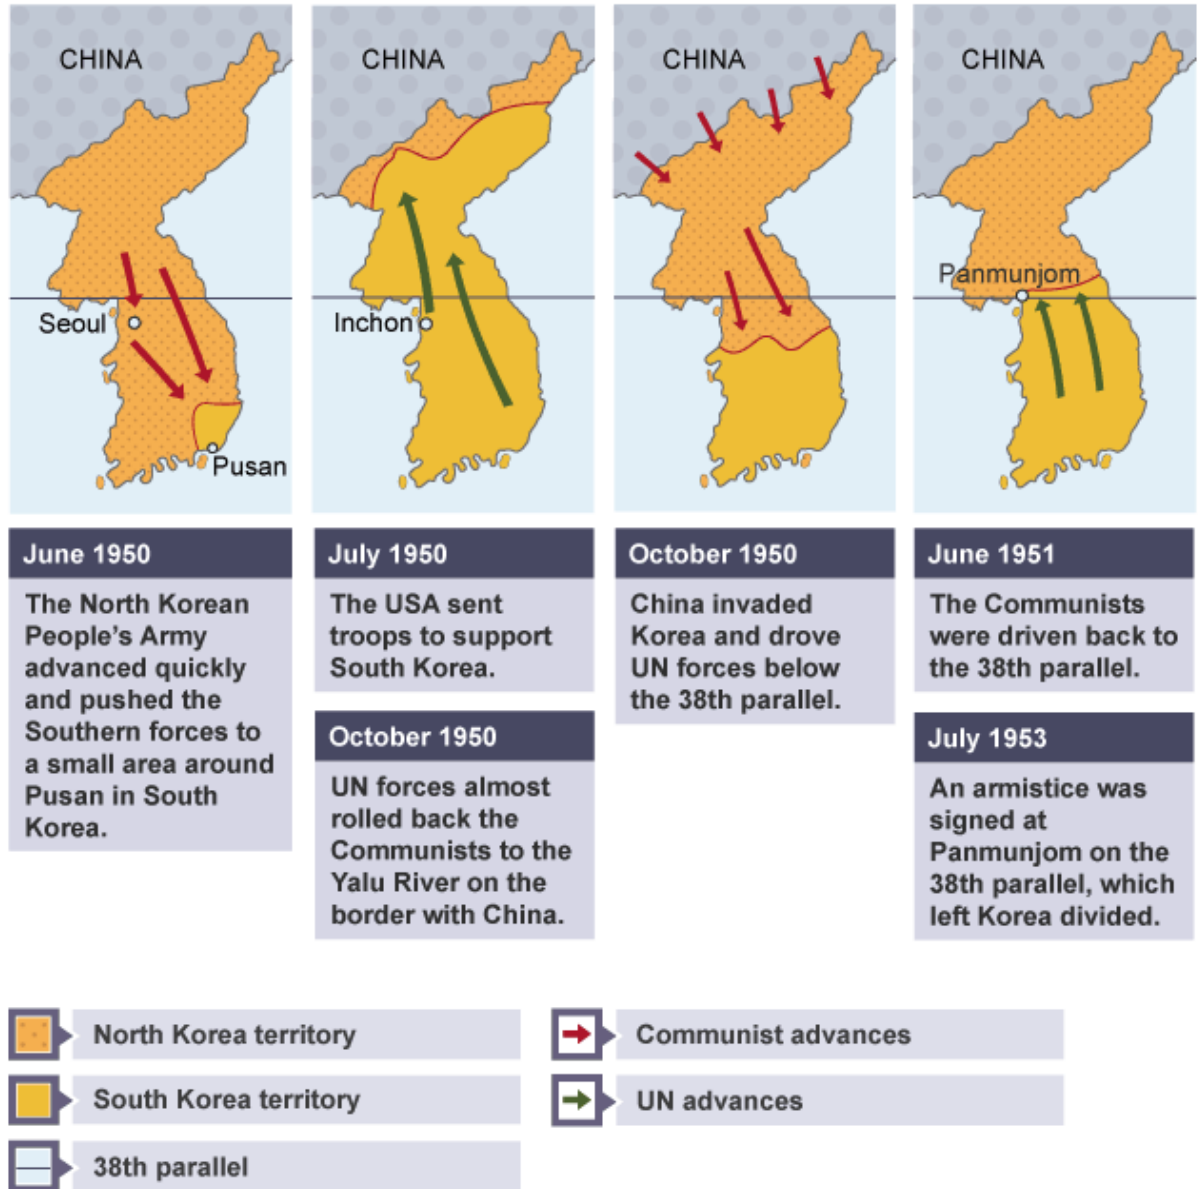 CHINA
Seoul
Pusan
CHINA
Inchon
CHINA
CHINA
Panmunjom
June 1950
The North Korean
People's Army
advanced quickly
and pushed the
Southern forces to
a small area around
Pusan in South
Korea.
July 1950
The USA sent
troops to support
South Korea.
October 1950
UN forces almost
rolled back the
Communists to the
Yalu River on the
border with China.
October 1950
China invaded
Korea and drove
UN forces below
the 38th parallel.
June 1951
The Communists
were driven back to
the 38th parallel.
July 1953
An armistice was
signed at
Panmunjom on the
38th parallel, which
left Korea divided.
North Korea territory
South Korea territory
38th parallel
Communist advances
UN advances